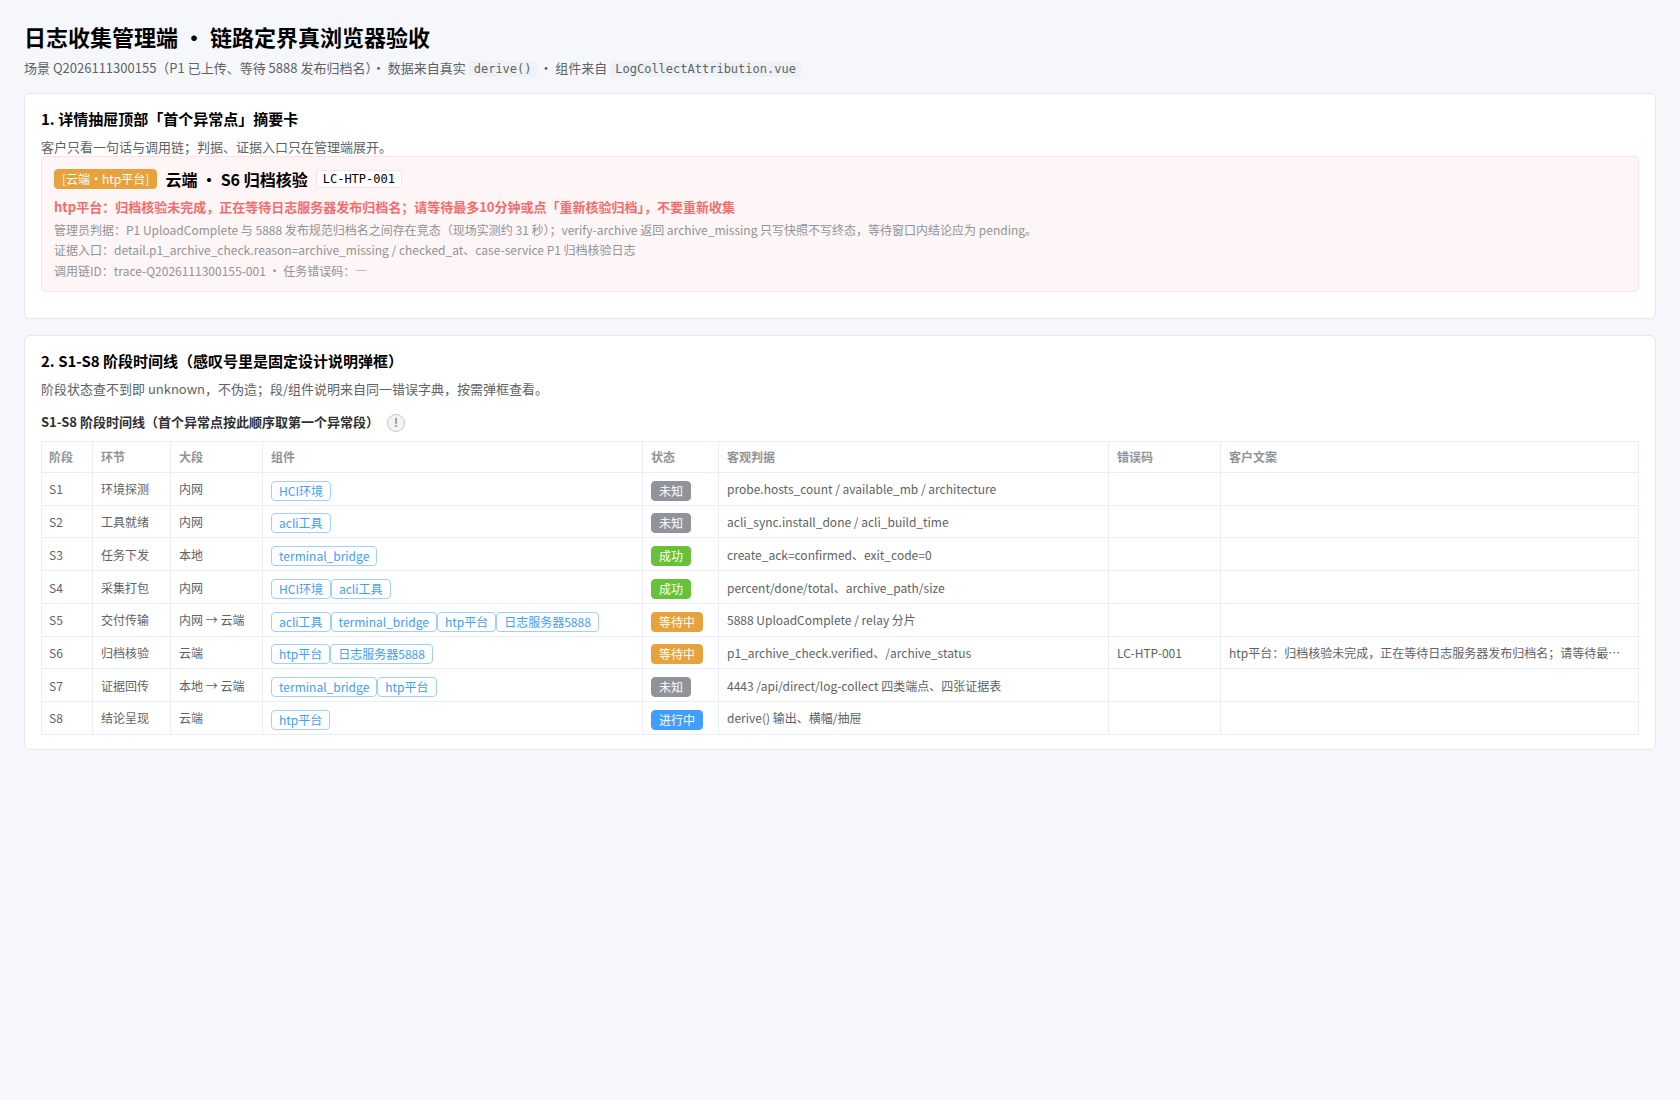 日志收集管理端 · 链路定界真浏览器验收
场景 Q2026111300155（P1 已上传、等待 5888 发布归档名）· 数据来自真实 derive() · 组件来自 LogCollectAttribution.vue
1. 详情抽屉顶部「首个异常点」摘要卡
客户只看一句话与调用链；判据、证据入口只在管理端展开。
[云端·htp平台] 云端 · S6 归档核验 LC-HTP-001
htp平台：归档核验未完成，正在等待日志服务器发布归档名；请等待最多10分钟或点「重新核验归档」，不要重新收集
管理员判据：P1 UploadComplete 与 5888 发布规范归档名之间存在竞态（现场实测约 31 秒）；verify-archive 返回 archive_missing 只写快照不写终态，等待窗口内结论应为 pending。
证据入口：detail.p1_archive_check.reason=archive_missing / checked_at、case-service P1 归档核验日志
调用链ID：trace-Q2026111300155-001 · 任务错误码：—
2. S1-S8 阶段时间线（感叹号里是固定设计说明弹框）
阶段状态查不到即 unknown，不伪造；段/组件说明来自同一错误字典，按需弹框查看。
S1-S8 阶段时间线（首个异常点按此顺序取第一个异常段） !
阶段 环节 大段 组件 状态 客观判据 错误码 客户文案
S1 环境探测 内网 HCI环境 未知 probe.hosts_count / available_mb / architecture
S2 工具就绪 内网 acli工具 未知 acli_sync.install_done / acli_build_time
S3 任务下发 本地 terminal_bridge 成功 create_ack=confirmed、exit_code=0
S4 采集打包 内网 HCI环境 acli工具 成功 percent/done/total、archive_path/size
S5 交付传输 内网→云端 acli工具 terminal_bridge htp平台 日志服务器5888 等待中 5888 UploadComplete / relay 分片
S6 归档核验 云端 htp平台 日志服务器5888 等待中 p1_archive_check.verified、/archive_status LC-HTP-001 htp平台：归档核验未完成，正在等待日志服务器发布归档名；请等待最…
S7 证据回传 本地→云端 terminal_bridge htp平台 未知 4443 /api/direct/log-collect 四类端点、四张证据表
S8 结论呈现 云端 htp平台 进行中 derive() 输出、横幅/抽屉